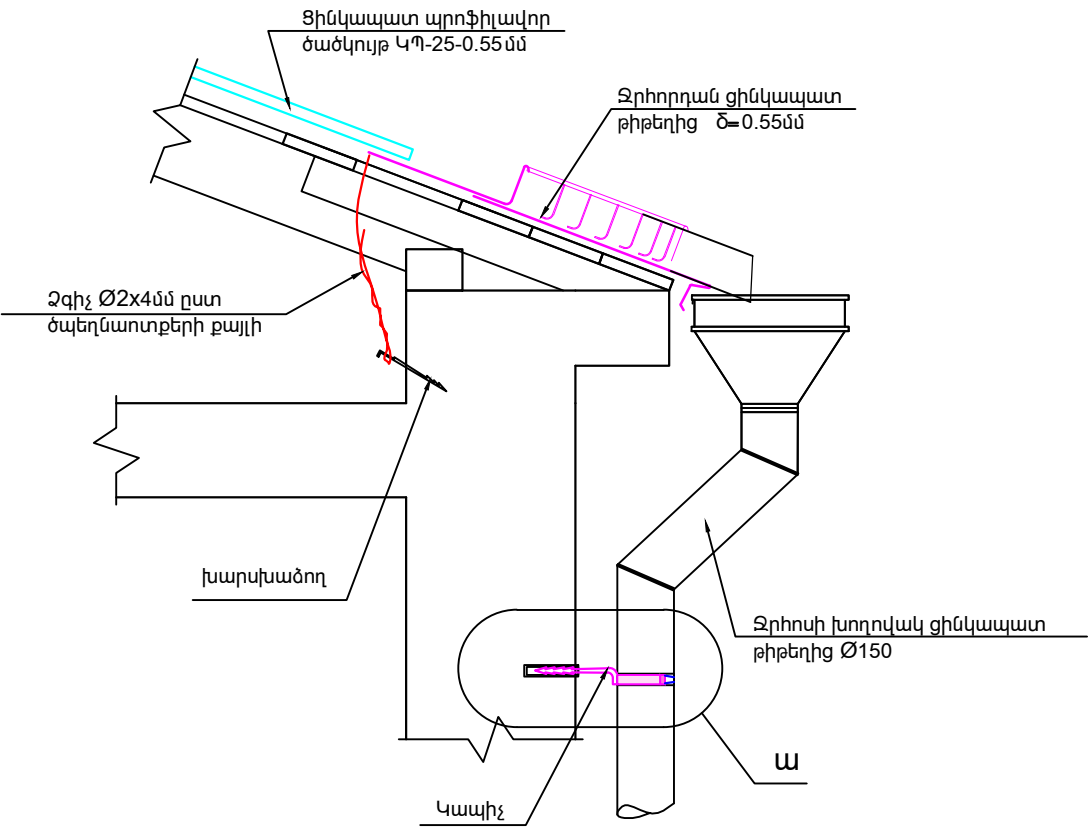 Ցինկապատ պրոֆիլավոր
ծածկույթ ԿՊ-25-0.55մմ
Ջրհորդան ցինկապատ
թիթեղից δ=0.55մմ
Ձգիչ Ø2x4մմ ըստ
ծպեղնաոտքերի քայլի
խարսխաձող
Ջրհոսի խողովակ ցինկապատ
թիթեղից Ø150
ա
Կապիչ